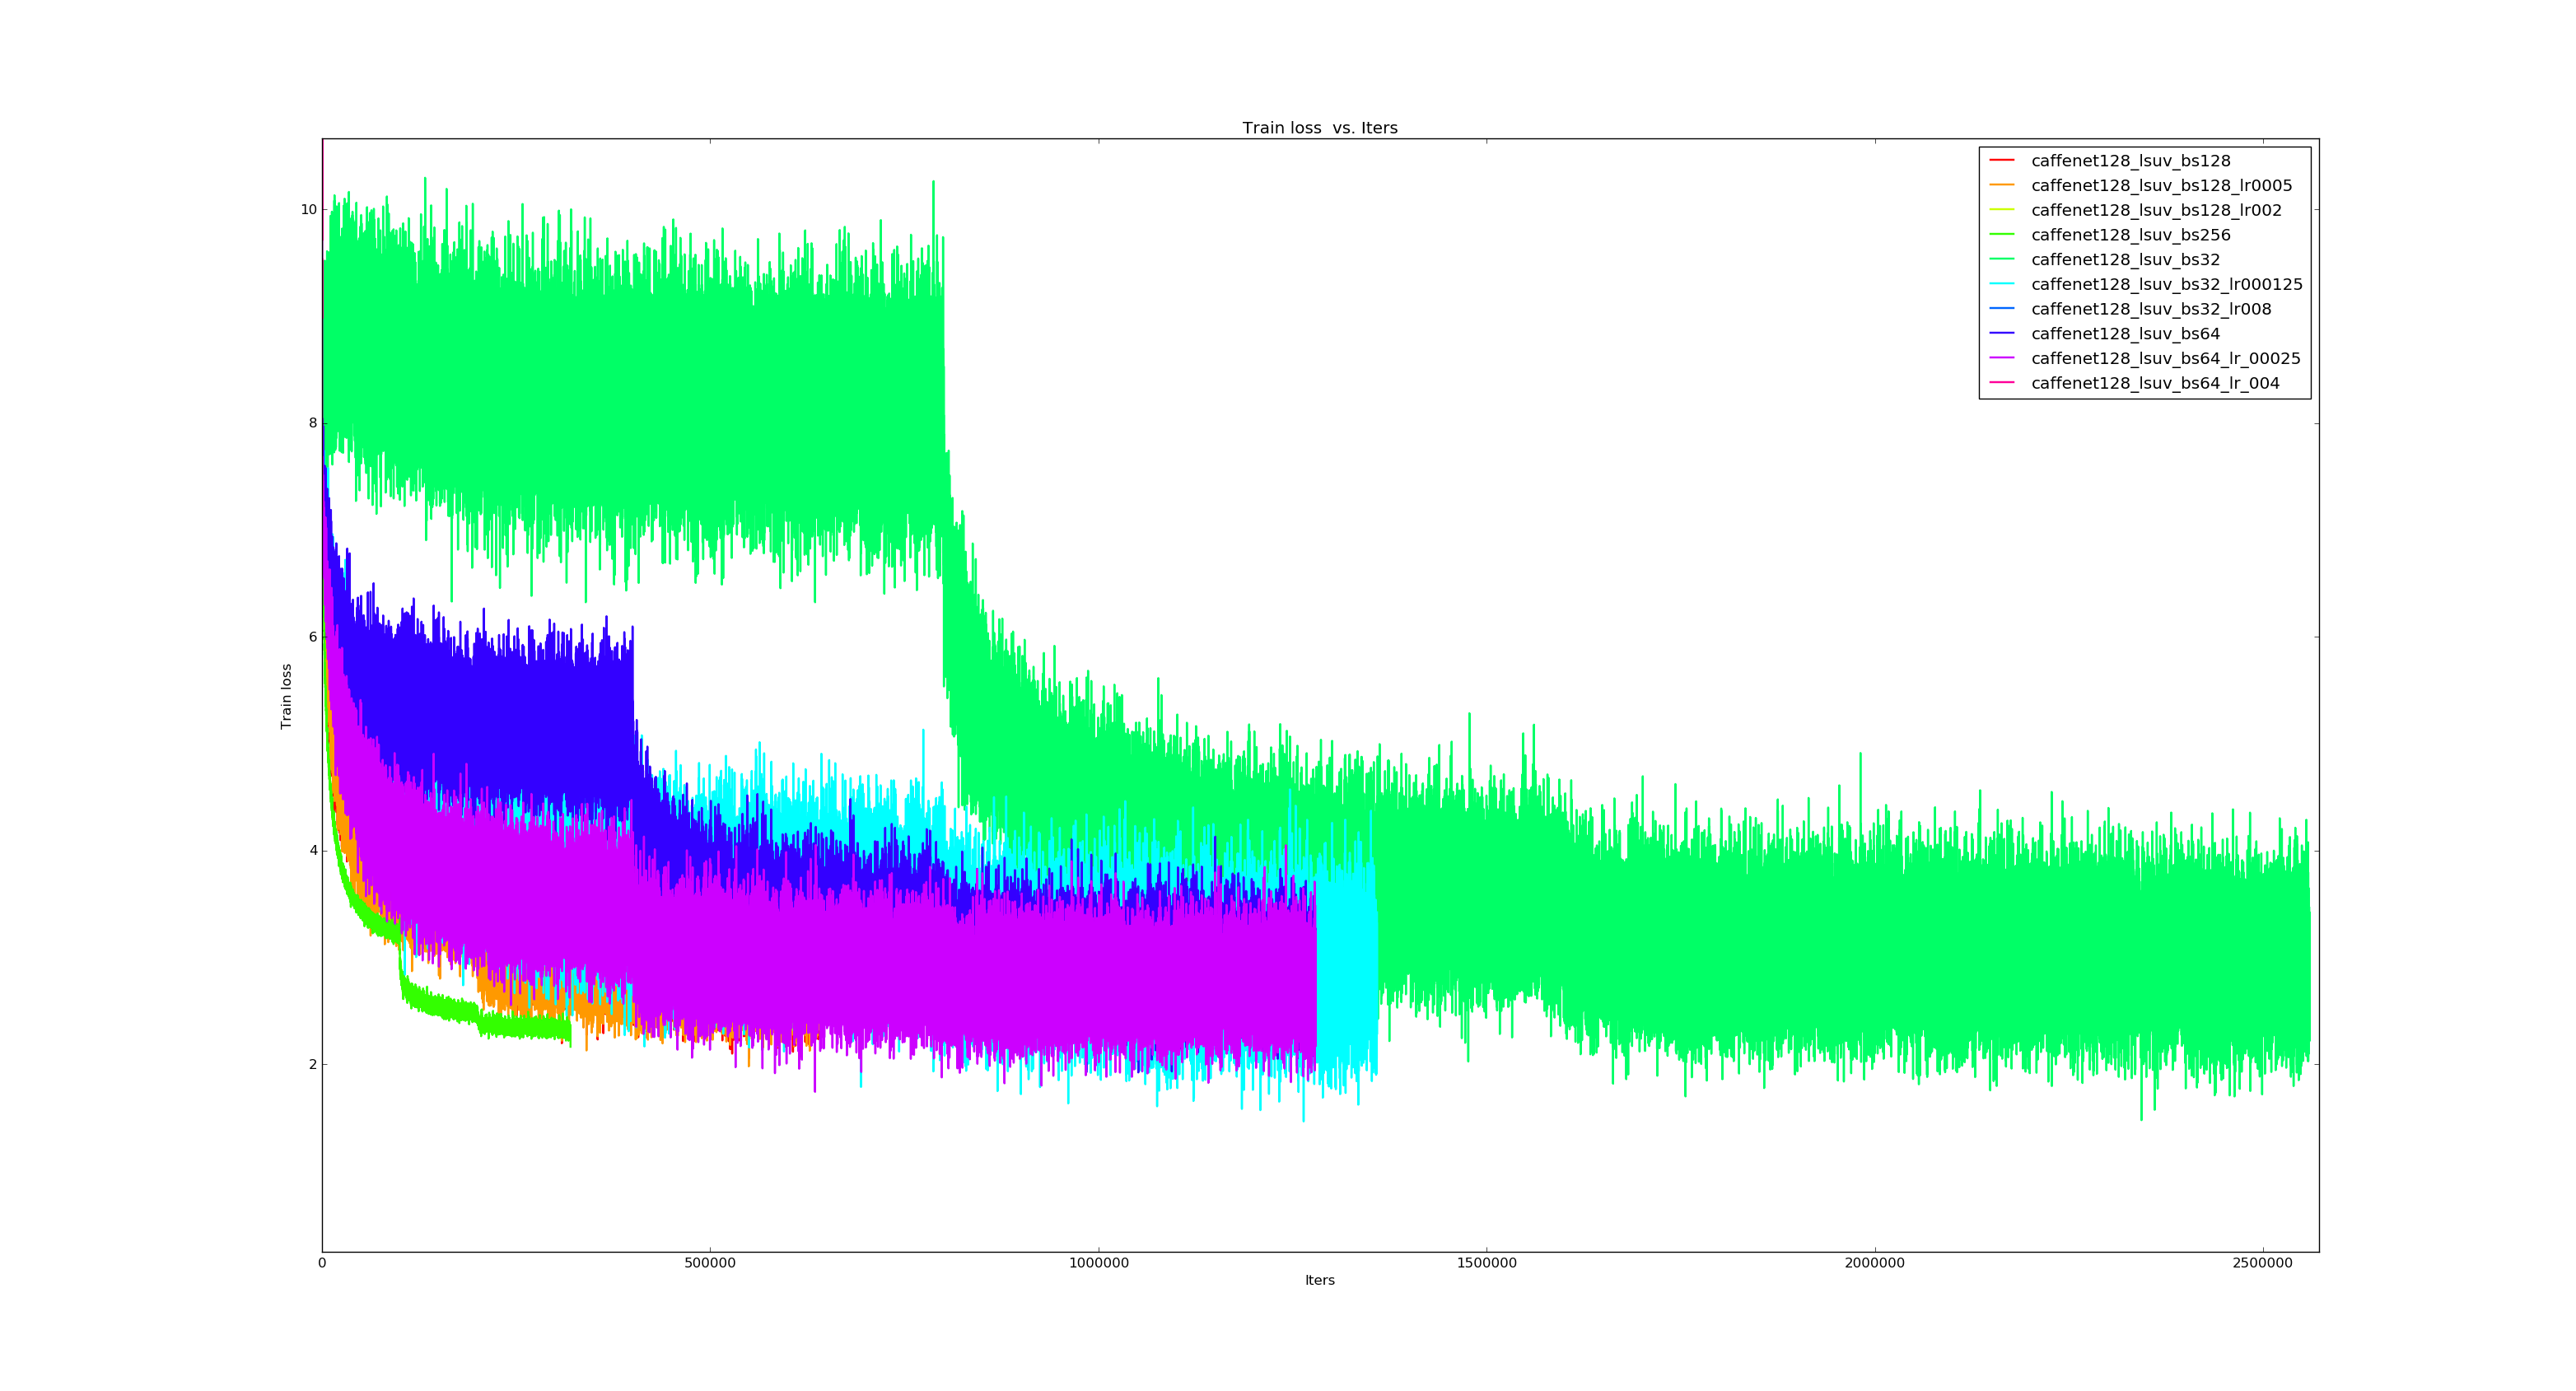 Train loss  vs. Iters
caffenet128_lsuv_bs128
caffenet128_lsuv_bs128_lr0005
caffenet128_lsuv_bs128_lr002
caffenet128_lsuv_bs256
caffenet128_lsuv_bs32
caffenet128_lsuv_bs32_lr000125
caffenet128_lsuv_bs32_lr008
caffenet128_lsuv_bs64
caffenet128_lsuv_bs64_lr_00025
caffenet128_lsuv_bs64_lr_004
10
8
6
4
2
Train loss
0
500000
1000000
1500000
2000000
2500000
Iters